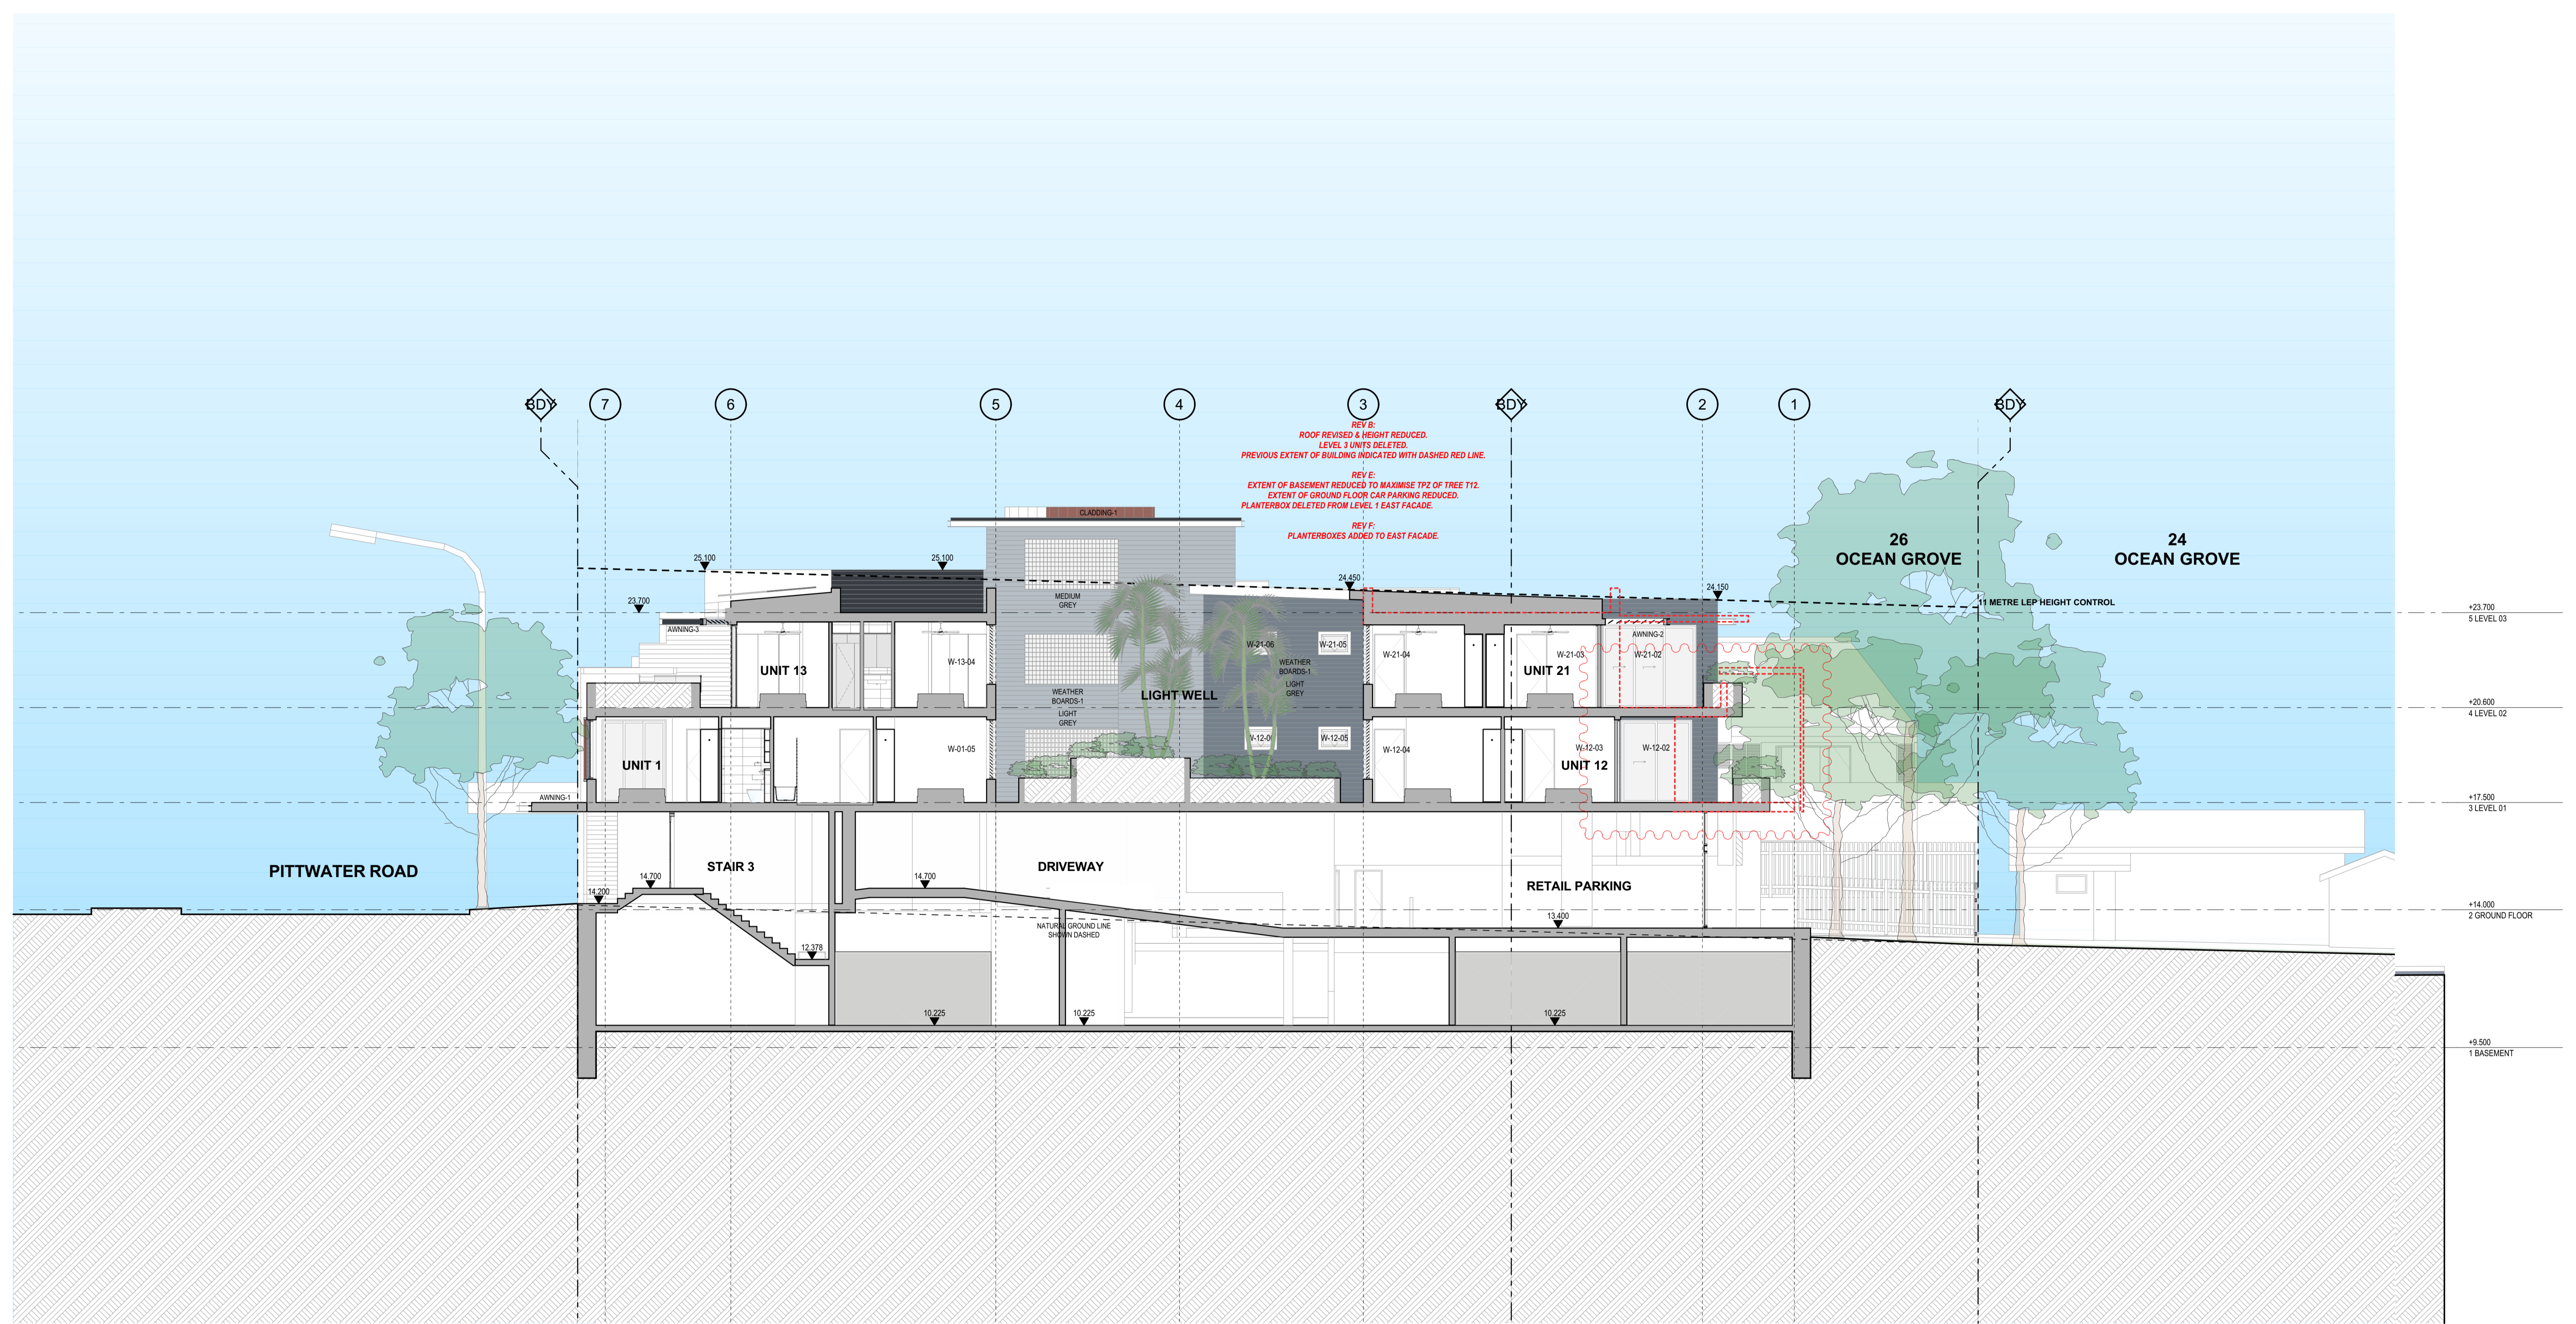 BDY
7
6
5
4
3
BDY
2
1
BDY
REV B:
ROOF REVISED & HEIGHT REDUCED.
LEVEL 3 UNITS DELETED.
PREVIOUS EXTENT OF BUILDING INDICATED WITH DASHED RED LINE.
REV E:
EXTENT OF BASEMENT REDUCED TO MAXIMISE TPZ OF TREE T12.
EXTENT OF GROUND FLOOR CAR PARKING REDUCED.
PLANTERBOX DELETED FROM LEVEL 1 EAST FACADE.
REV F:
PLANTERBOXES ADDED TO EAST FACADE.
CLADDING-1
26
OCEAN GROVE
24
OCEAN GROVE
25.100
25.100
24.450
24.150
MEDIUM
GREY
23.700
11 METRE LEP HEIGHT CONTROL
+23.700
5 LEVEL 03
AWNING-3
AWNING-2
UNIT 13
W-13-04
W-21-06
W-21-05
W-21-04
W-21-03
W-21-02
UNIT 21
WEATHER
BOARDS-1
LIGHT
GREY
WEATHER
BOARDS-1
LIGHT
GREY
LIGHT WELL
+20.600
4 LEVEL 02
UNIT 1
W-01-05
W-12-05
W-12-04
W-12-03
W-12-02
UNIT 12
AWNING-1
+17.500
3 LEVEL 01
PITTWATER ROAD
STAIR 3
DRIVEWAY
RETAIL PARKING
14.700
14.700
14.200
13.400
+14.000
2 GROUND FLOOR
NATURAL GROUND LINE
SHOWN DASHED
12.378
10.225
10.225
10.225
+9.500
1 BASEMENT